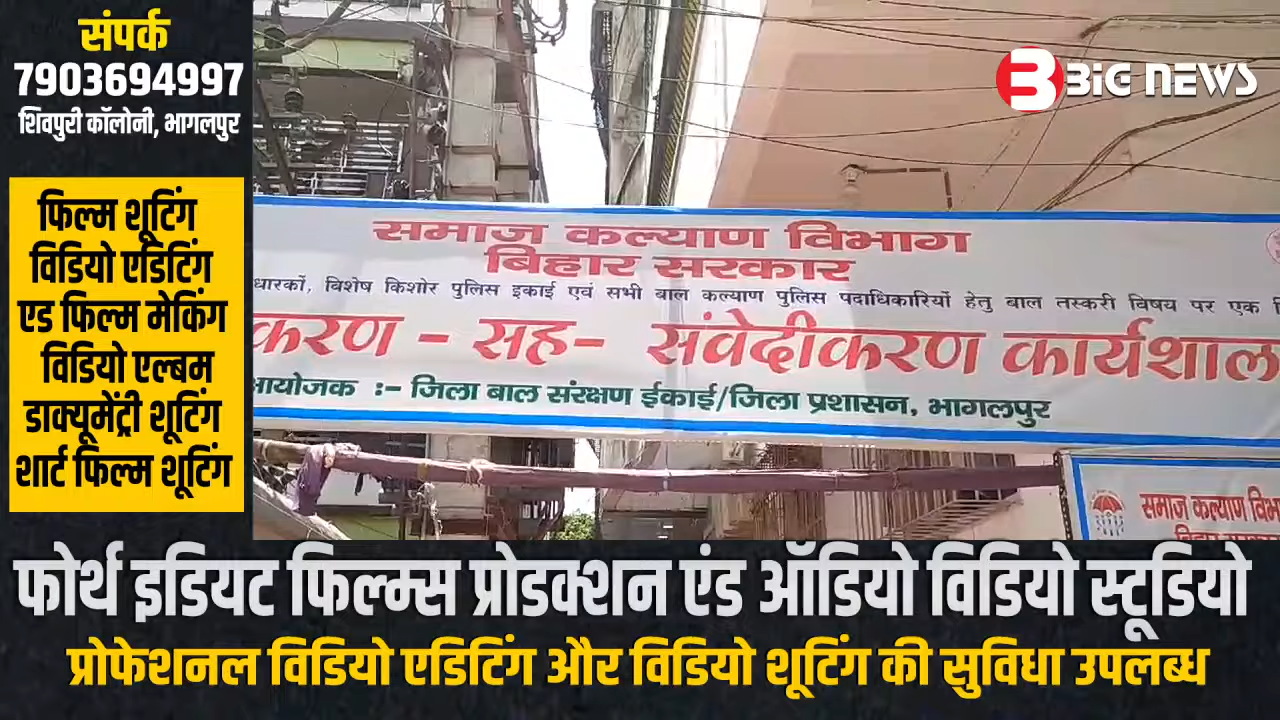 संपर्क
7903694997
शिवपुरी कॉलोनी, भागलपुर
BIG NEWS
फिल्म शूटिंग
विडियो एडिटिंग
एड फिल्म मेकिंग
विडियो एल्बम
डाक्यूमेंट्री शूटिंग
शार्ट फिल्म शूटिंग
समाज कल्याण विभाग
बिहार सरकार
धारकों, विशेष किशोर पुलिस इकाई एवं सभी बाल कल्याण पुलिस पदाधिकारियों हेतु बाल तस्करी विषय पर एक
करण - सह- संवेदीकरण कार्यशाला
आयोजक :- जिला बाल संरक्षण ईकाई/जिला प्रशासन, भागलपुर
समाज कल्याण विभा
फोर्थ इडियट फिल्म्स प्रोडक्शन एंड ऑडियो विडियो स्टूडियो
प्रोफेशनल विडियो एडिटिंग और विडियो शूटिंग की सुविधा उपलब्ध